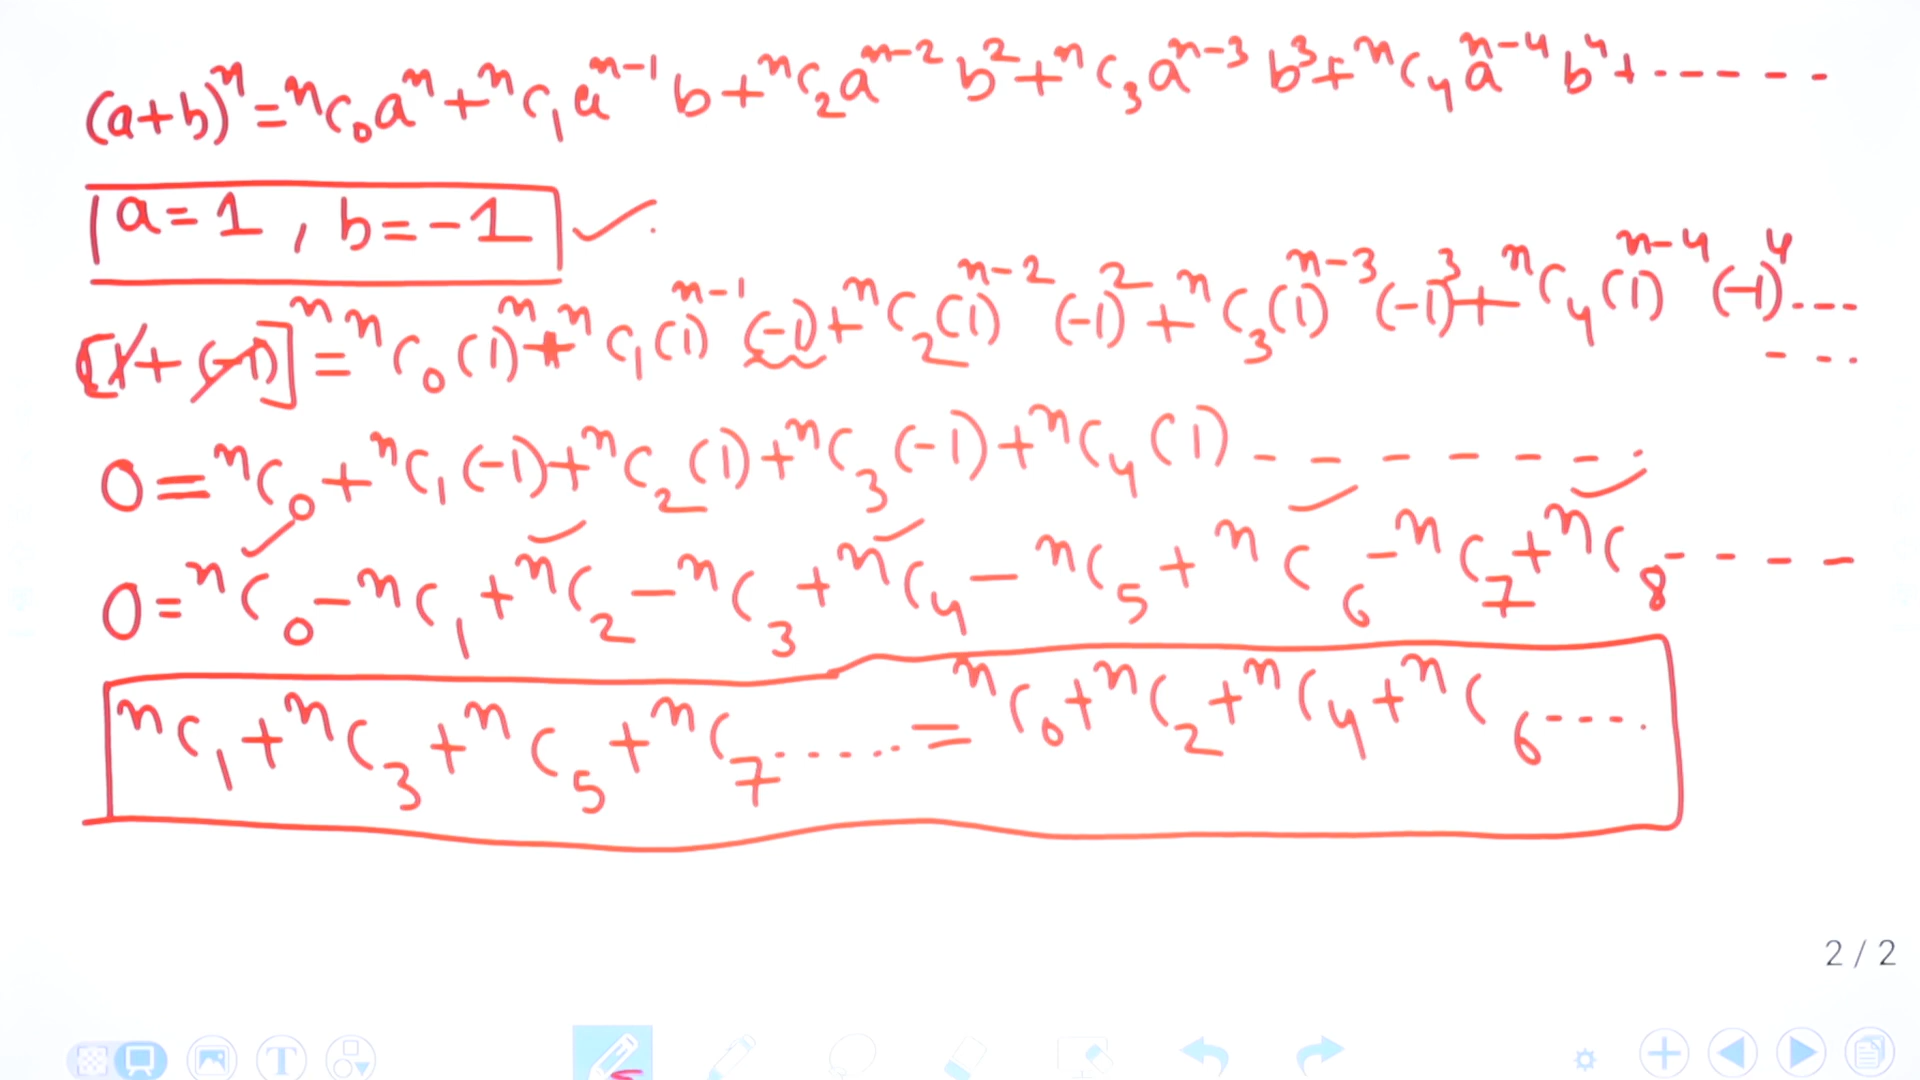 (a+b)ⁿ = ⁿC₀aⁿ + ⁿC₁aⁿ⁻¹b + ⁿC₂aⁿ⁻²b² + ⁿC₃aⁿ⁻³b³ + ⁿC₄aⁿ⁻⁴b⁴ + ------
a = 1 , b = -1
[1 + (-1)]ⁿ = ⁿC₀(1)ⁿ + ⁿC₁(1)ⁿ⁻¹(-1) + ⁿC₂(1)ⁿ⁻²(-1)² + ⁿC₃(1)ⁿ⁻³(-1)³ + ⁿC₄(1)ⁿ⁻⁴(-1)⁴ ---
---
0 = ⁿC₀ + ⁿC₁(-1) + ⁿC₂(1) + ⁿC₃(-1) + ⁿC₄(1) -------
0 = ⁿC₀ - ⁿC₁ + ⁿC₂ - ⁿC₃ + ⁿC₄ - ⁿC₅ + ⁿC₆ - ⁿC₇ + ⁿC₈ ----
ⁿC₁ + ⁿC₃ + ⁿC₅ + ⁿC₇ ...... = ⁿC₀ + ⁿC₂ + ⁿC₄ + ⁿC₆ ----.
2 / 2
T